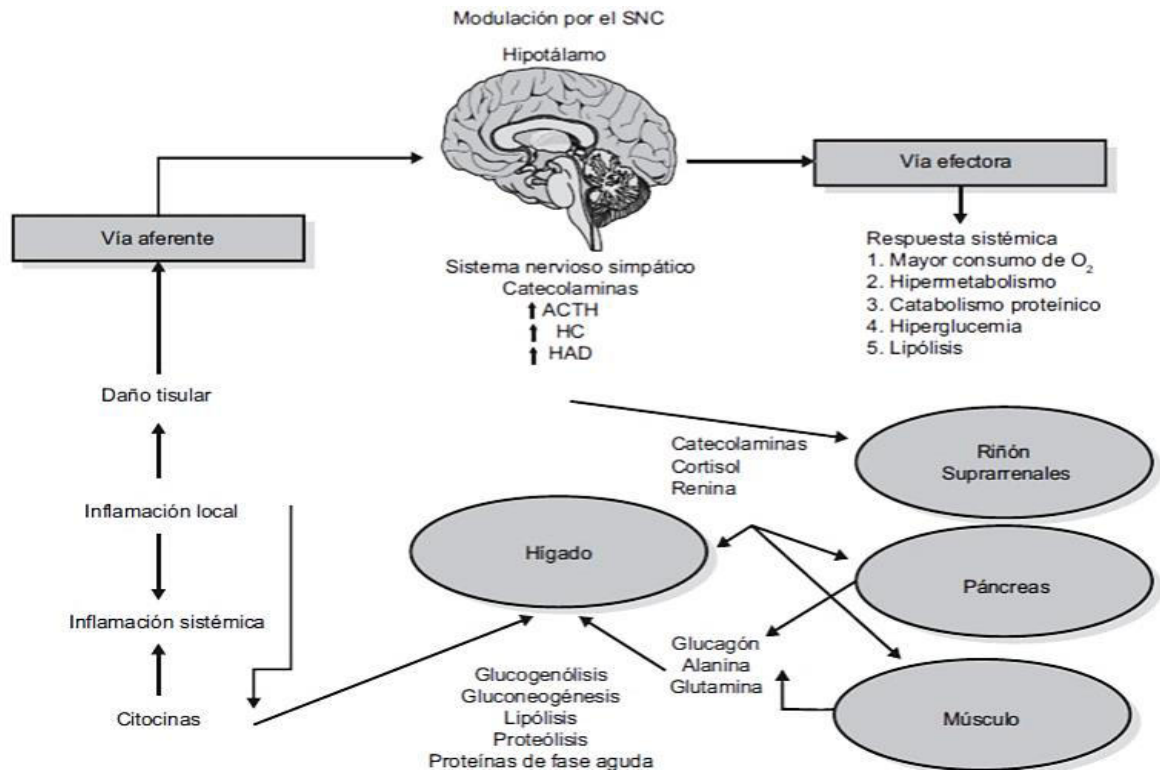 Modulación por el SNC
Hipotálamo
Vía aferente
Vía efectora
Sistema nervioso simpático
Catecolaminas
ACTH
HC
HAD
Respuesta sistémica
1. Mayor consumo de O₂
2. Hipermetabolismo
3. Catabolismo proteínico
4. Hiperglucemia
5. Lipólisis
Daño tisular
Inflamación local
Inflamación sistémica
Citocinas
Catecolaminas
Cortisol
Renina
Riñón
Suprarrenales
Hígado
Páncreas
Glucagón
Alanina
Glutamina
Músculo
Glucogenólisis
Gluconeogénesis
Lipólisis
Proteólisis
Proteínas de fase aguda